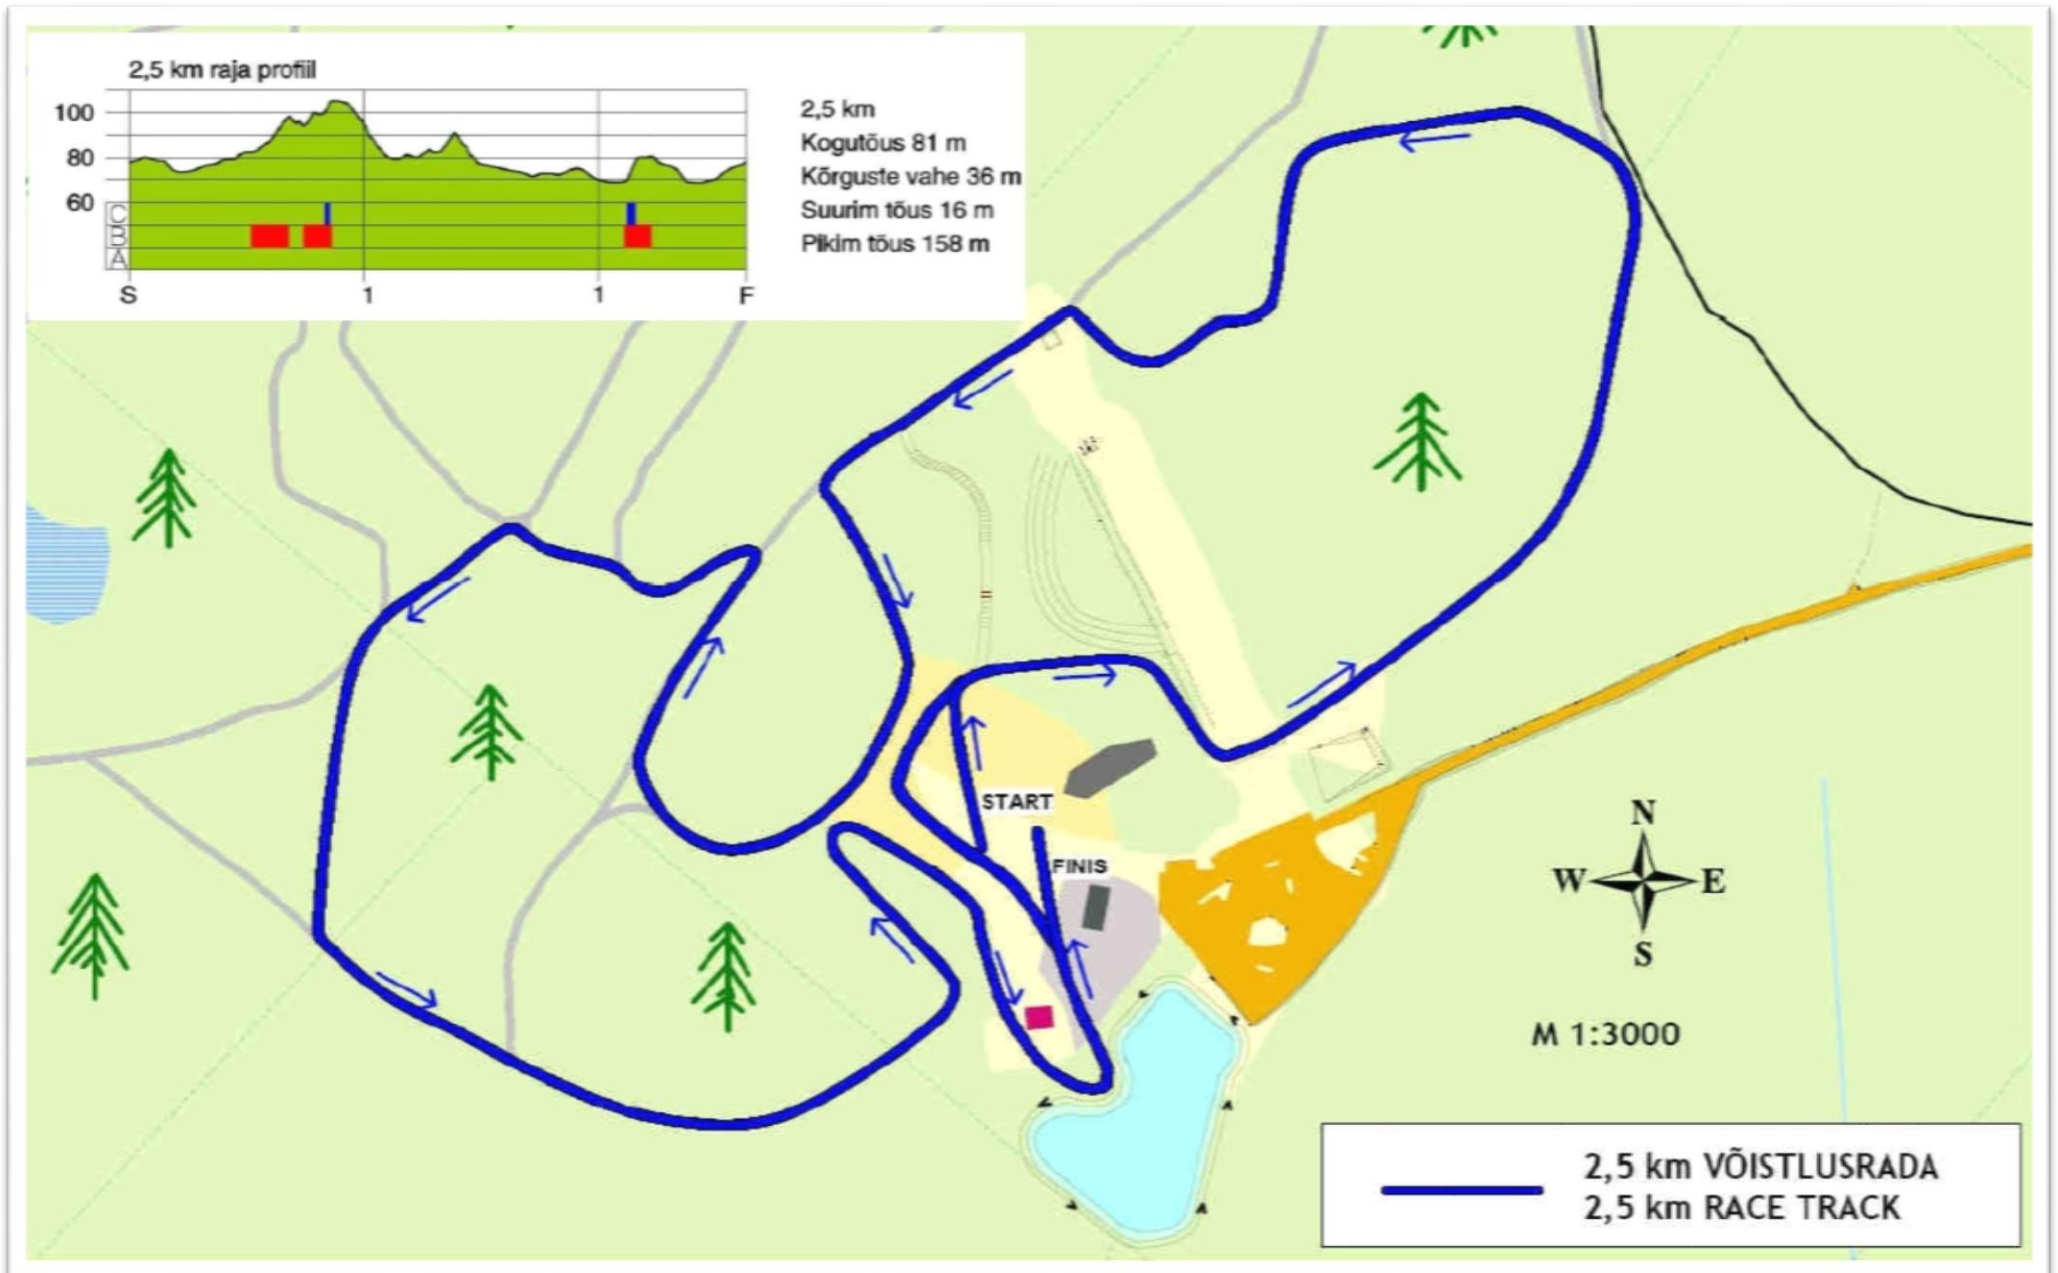 2,5 km raja profiil
100
80
60
C
B
A
S 1 1 F
2,5 km
Kogutõus 81 m
Kõrguste vahe 36 m
Suurim tõus 16 m
Pikim tõus 158 m
START
FINIS
N
W E
S
M 1:3000
2,5 km VÕISTLUSRADA
2,5 km RACE TRACK